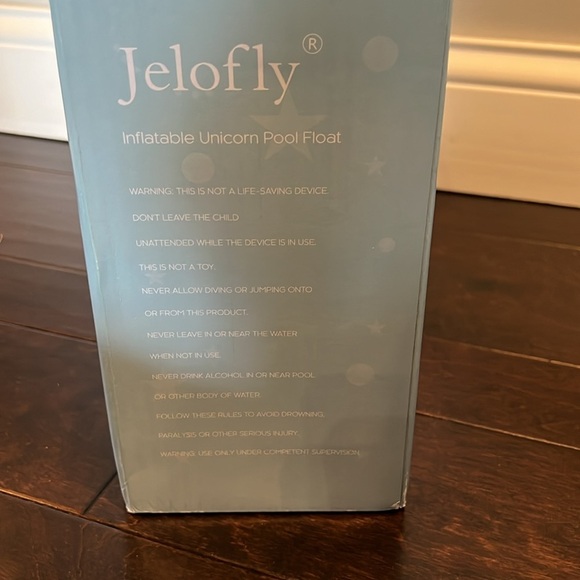 Jelofly®
Inflatable Unicorn Pool Float
WARNING: THIS IS NOT A LIFE-SAVING DEVICE.
DON'T LEAVE THE CHILD
UNATTENDED WHILE THE DEVICE IS IN USE.
THIS IS NOT A TOY.
NEVER ALLOW DIVING OR JUMPING ONTO
OR FROM THIS PRODUCT.
NEVER LEAVE IN OR NEAR THE WATER
WHEN NOT IN USE.
NEVER DRINK ALCOHOL IN OR NEAR POOL
OR OTHER BODY OF WATER.
FOLLOW THESE RULES TO AVOID DROWNING,
PARALYSIS OR OTHER SERIOUS INJURY.
WARNING: USE ONLY UNDER COMPETENT SUPERVISION.